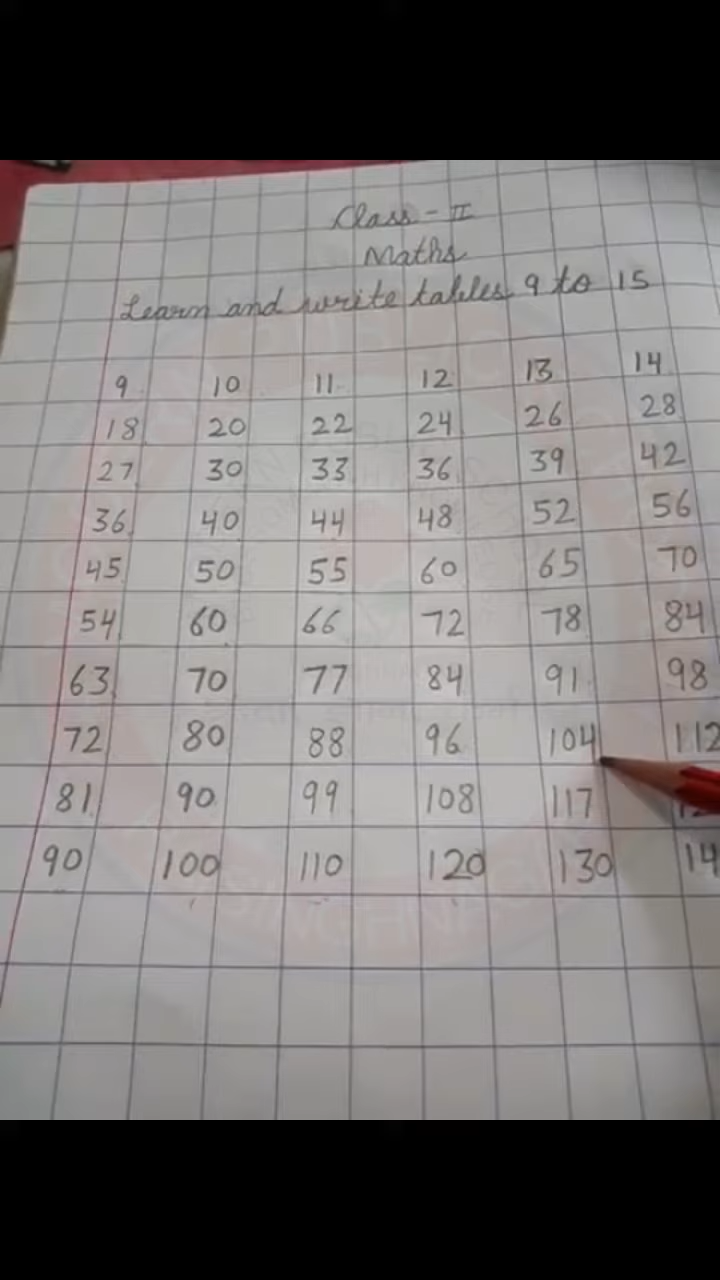 Class - II
Maths
Learn and write tables 9 to 15
9 10 11 12 13 14
18 20 22 24 26 28
27 30 33 36 39 42
36 40 44 48 52 56
45 50 55 60 65 70
54 60 66 72 78 84
63 70 77 84 91 98
72 80 88 96 104 112
81 90 99 108 117
90 100 110 120 130 14